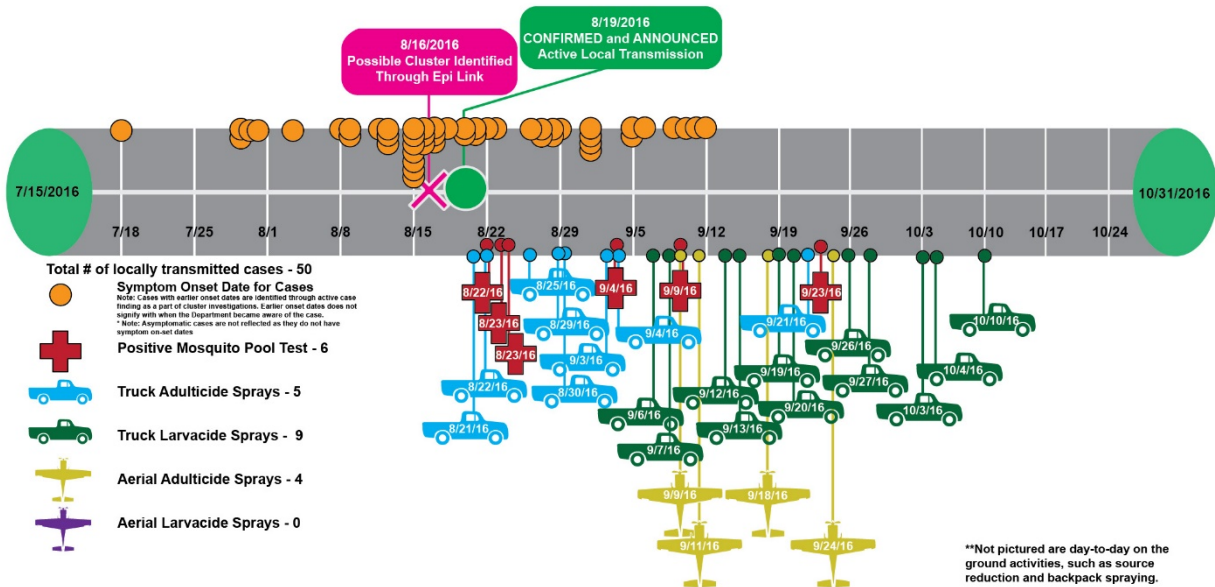 8/16/2016
Possible Cluster Identified
Through Epi Link
8/19/2016
CONFIRMED and ANNOUNCED
Active Local Transmission
7/15/2016
10/31/2016
7/18
7/25
8/1
8/8
8/15
8/22
8/29
9/5
9/12
9/19
9/26
10/3
10/10
10/17
10/24
Total # of locally transmitted cases - 50
Symptom Onset Date for Cases
Note: Cases with earlier onset dates are identified through active case
finding as a part of cluster investigations. Earlier onset dates does not
signify with when the Department became aware of the case.
* Note: Asymptomatic cases are not reflected as they do not have
symptom on-set dates
Positive Mosquito Pool Test - 6
Truck Adulticide Sprays - 5
Truck Larvacide Sprays - 9
Aerial Adulticide Sprays - 4
Aerial Larvacide Sprays - 0
8/22/16
8/23/16
8/23/16
9/4/16
9/9/16
9/23/16
8/25/16
8/29/16
9/3/16
8/30/16
8/22/16
8/21/16
9/4/16
9/21/16
9/6/16
9/7/16
9/12/16
9/13/16
9/19/16
9/20/16
9/26/16
9/27/16
10/3/16
10/4/16
10/10/16
9/9/16
9/11/16
9/18/16
9/24/16
**Not pictured are day-to-day on the
ground activities, such as source
reduction and backpack spraying.